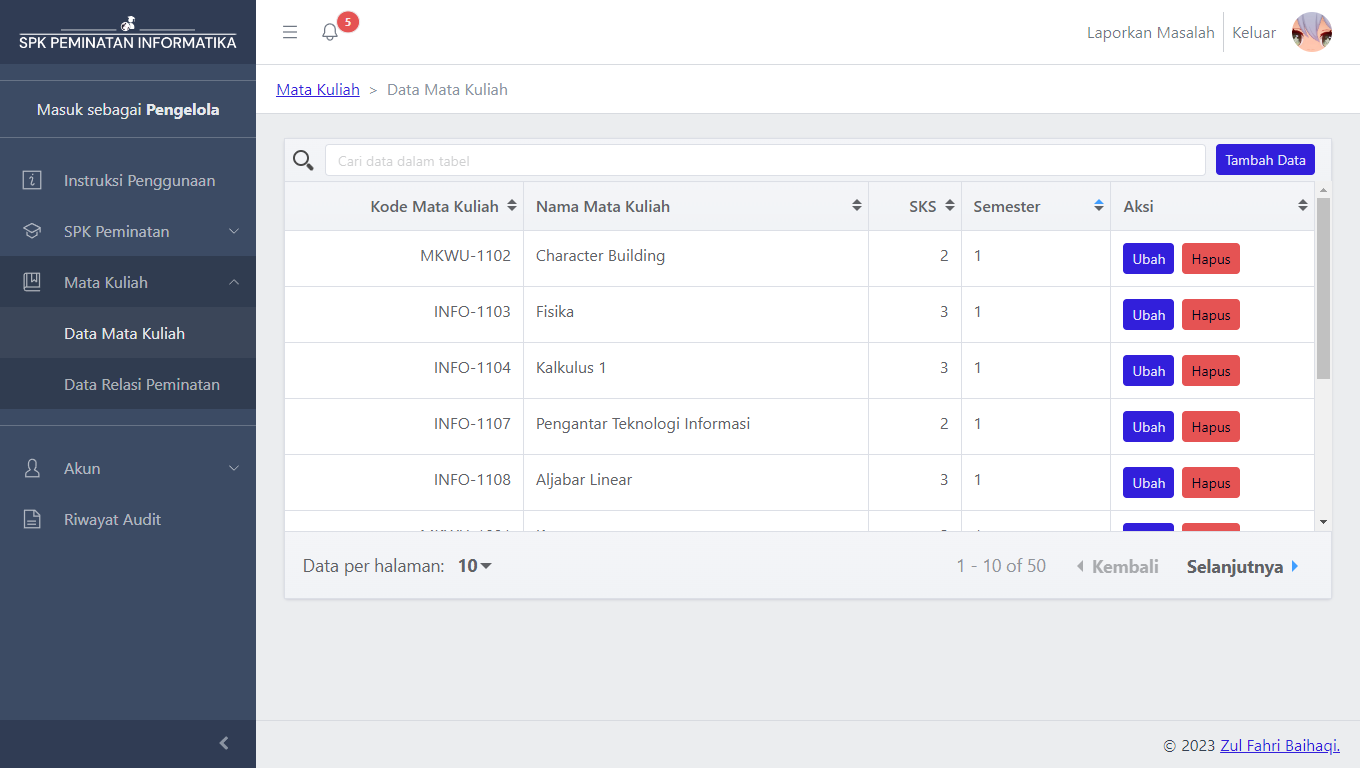 SPK PEMINATAN INFORMATIKA
5
Laporkan Masalah
Keluar
Masuk sebagai Pengelola
Mata Kuliah > Data Mata Kuliah
Instruksi Penggunaan
SPK Peminatan
Mata Kuliah
Data Mata Kuliah
Data Relasi Peminatan
Akun
Riwayat Audit
Cari data dalam tabel
Tambah Data
Kode Mata Kuliah Nama Mata Kuliah SKS Semester Aksi
MKWU-1102 Character Building 2 1 Ubah Hapus
INFO-1103 Fisika 3 1 Ubah Hapus
INFO-1104 Kalkulus 1 3 1 Ubah Hapus
INFO-1107 Pengantar Teknologi Informasi 2 1 Ubah Hapus
INFO-1108 Aljabar Linear 3 1 Ubah Hapus
Data per halaman: 10
1 - 10 of 50
Kembali
Selanjutnya
© 2023 Zul Fahri Baihaqi.